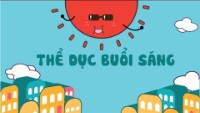 THỂ DỤC BUỔI SÁNG